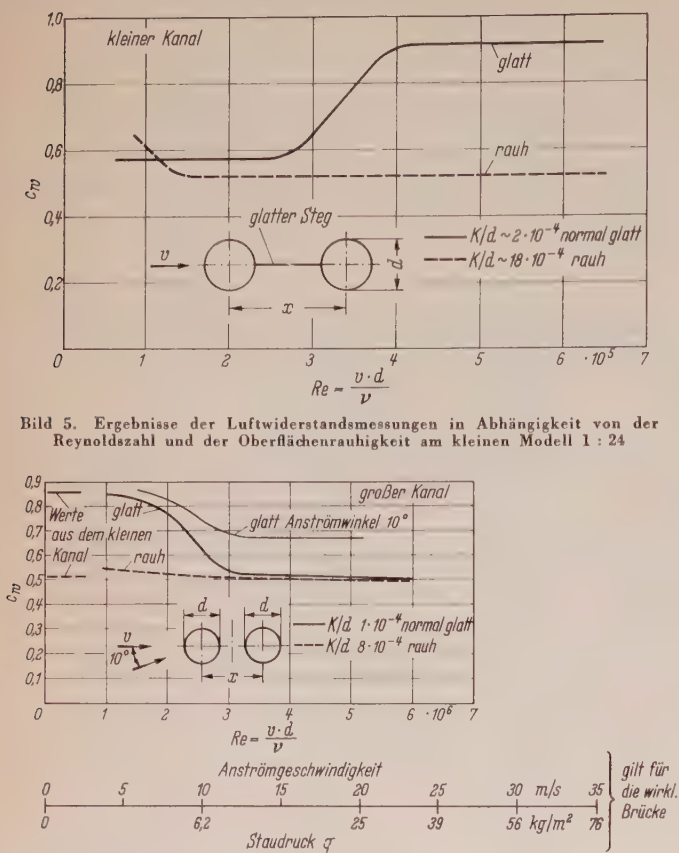 1,0
kleiner Kanal
glatt
0,8
0,6
rauh
c_w
0,4
glatter Steg
K/d ~ 2·10⁻⁴ normal glatt
v
d
K/d ~ 18·10⁻⁴ rauh
0,2
x
0 1 2 3 4 5 6 ·10⁵ 7
Re = v·d/ν
Bild 5. Ergebnisse der Luftwiderstandsmessungen in Abhängigkeit von der
Reynoldszahl und der Oberflächenrauhigkeit am kleinen Modell 1 : 24
0,9
großer Kanal
0,8
Werte
glatt
glatt Anströmwinkel 10°
0,7
aus dem kleinen
0,6
Kanal
rauh
0,5
c_w
0,4
d d
K/d 1·10⁻⁴ normal glatt
0,3
v
K/d 8·10⁻⁴ rauh
0,2
10°
x
0,1
0 1 2 3 4 5 6 ·10⁶ 7
Re = v·d/ν
Anströmgeschwindigkeit
0 5 10 15 20 25 30 m/s 35
gilt für
die wirkl.
Brücke
0 6,2 25 39 56 kg/m² 76
Staudruck q